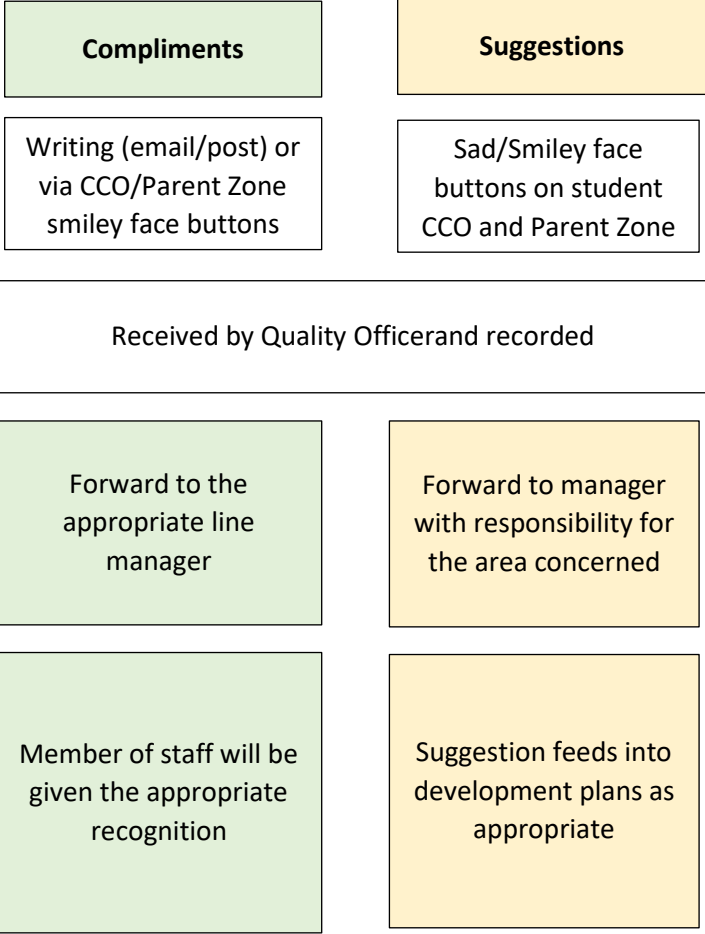 Compliments
Suggestions
Writing (email/post) or
via CCO/Parent Zone
smiley face buttons
Sad/Smiley face
buttons on student
CCO and Parent Zone
Received by Quality Officerand recorded
Forward to the
appropriate line
manager
Forward to manager
with responsibility for
the area concerned
Member of staff will be
given the appropriate
recognition
Suggestion feeds into
development plans as
appropriate